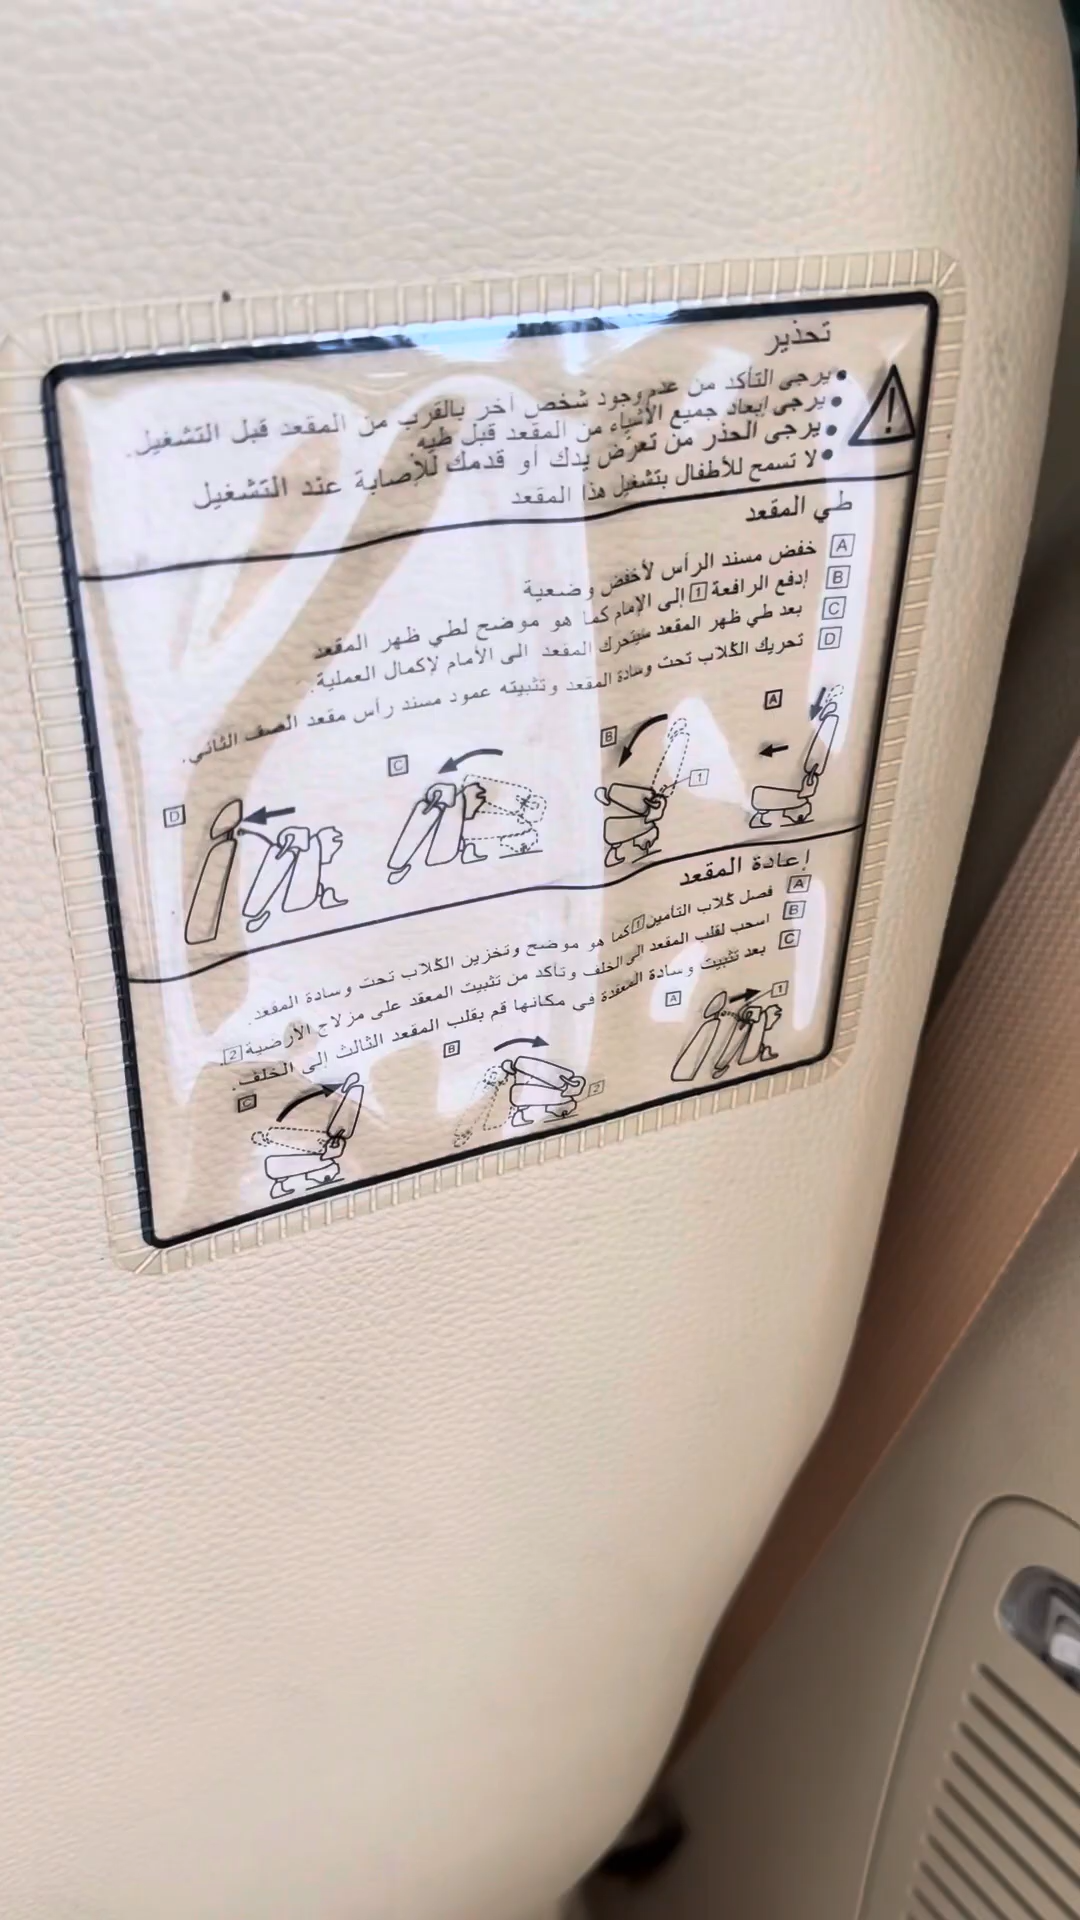 تحذير
• يرجى التأكد من عدم وجود شخص آخر بالقرب من المقعد قبل التشغيل.
• يرجى إبعاد جميع الأشياء من المقعد قبل طيه
• يرجى الحذر من تعرّض يدك أو قدمك للإصابة عند التشغيل
• لا تسمح للأطفال بتشغيل هذا المقعد
طي المقعد
A خفض مسند الرأس لأخفض وضعية
B إدفع الرافعة 1 إلى الإمام كما هو موضح لطي ظهر المقعد
C بعد طي ظهر المقعد سيتحرك المقعد الى الأمام لإكمال العملية.
D تحريك الكلاب تحت وسادة المقعد وتثبيته عمود مسند رأس مقعد الصف الثاني.
A
B
1
C
D
إعادة المقعد
A فصل كلاب التأمين 1 كما هو موضح وتخزين الكلاب تحت وسادة المقعد.
B اسحب لقلب المقعد الى الخلف وتأكد من تثبيت المعقد على مزلاج الأرضية 2.
C بعد تثبيت وسادة المعقدة في مكانها قم بقلب المقعد الثالث إلى الخلف.
A
1
B
2
C